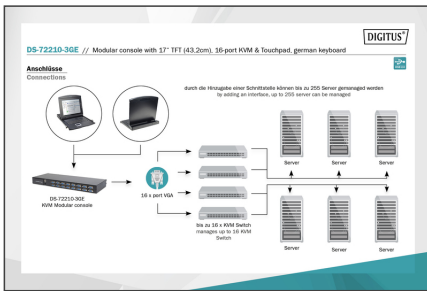 DIGITUS®
DS-72210-3GE // Modular console with 17" TFT (43,2cm), 16-port KVM & Touchpad, german keyboard
Anschlüsse
Connections
durch die Hinzugabe einer Schnittstelle können bis zu 255 Server gemanaged werden
by adding an interface, up to 255 server can be managed
Server
Server
Server
DS-72210-3GE
KVM Modular console
16 x port VGA
bis zu 16 x KVM Switch
manages up to 16 KVM
Switch
Server
Server
Server